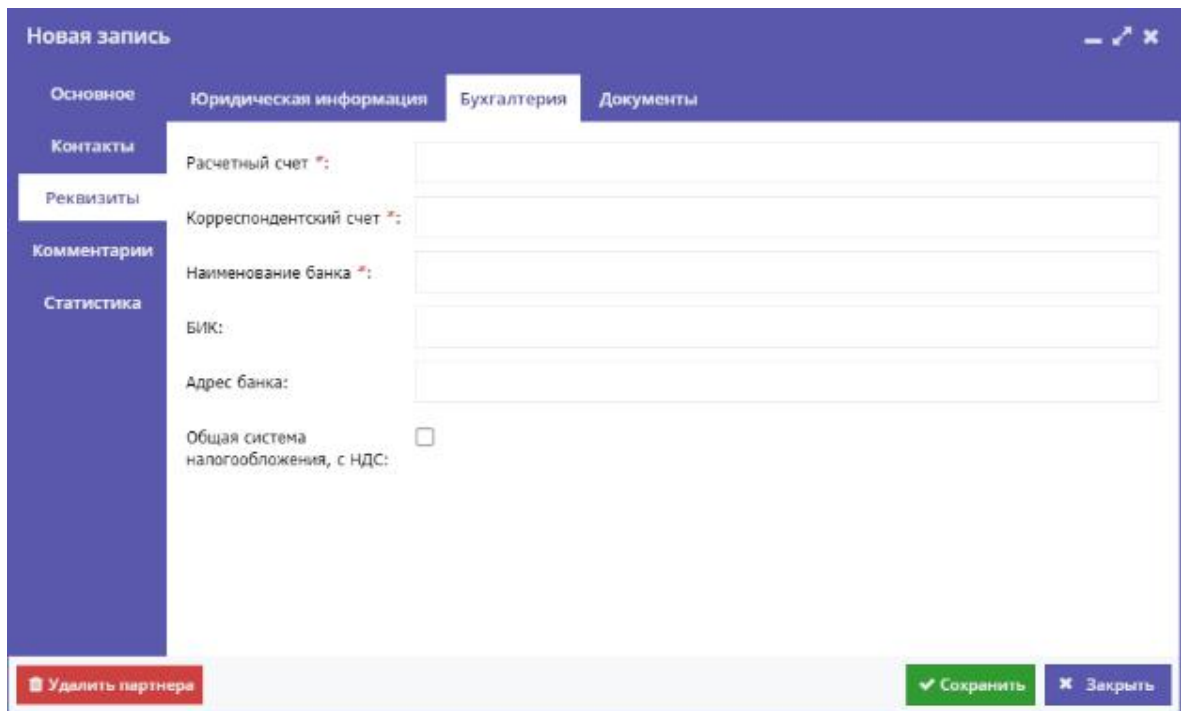 Новая запись
Основное
Юридическая информация
Бухгалтерия
Документы
Контакты
Расчетный счет *:
Реквизиты
Корреспондентский счет *:
Комментарии
Наименование банка *:
Статистика
БИК:
Адрес банка:
Общая система
налогообложения, с НДС:
Удалить партнера
Сохранить
Закрыть